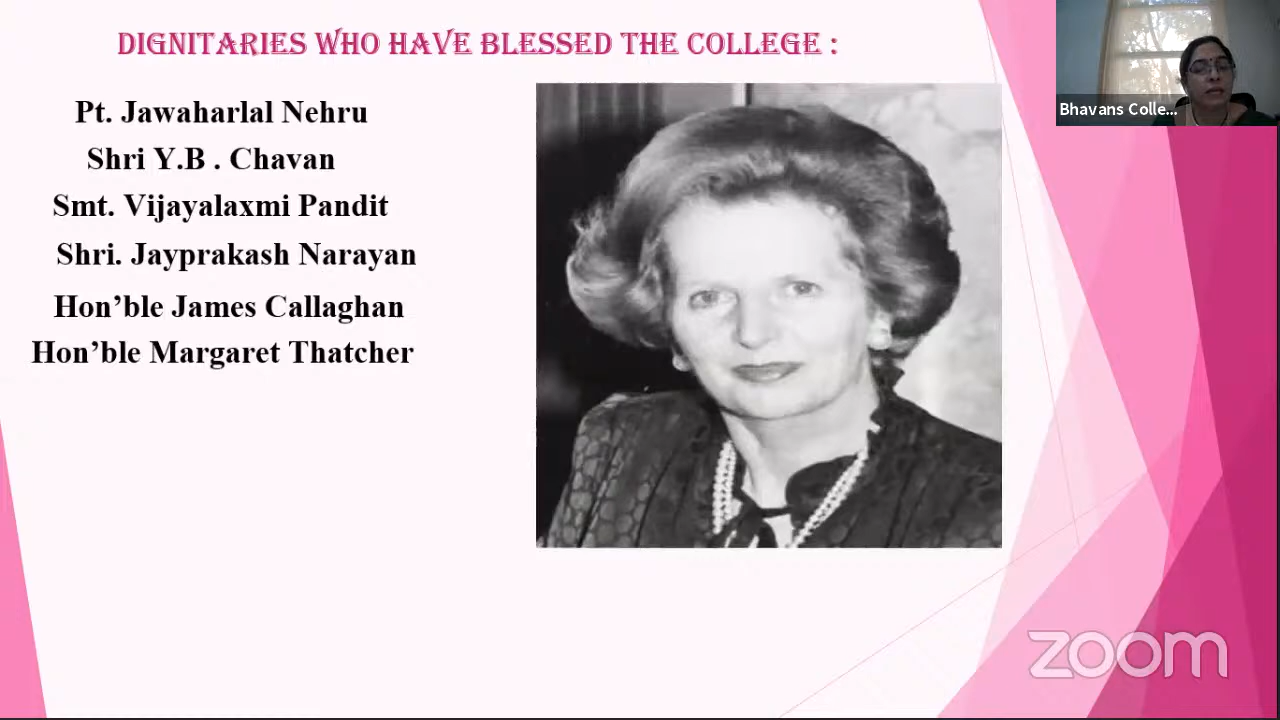 DIGNITARIES WHO HAVE BLESSED THE COLLEGE :
Pt. Jawaharlal Nehru
Shri Y.B . Chavan
Smt. Vijayalaxmi Pandit
Shri. Jayprakash Narayan
Hon’ble James Callaghan
Hon’ble Margaret Thatcher
Bhavans Colle...
zoom